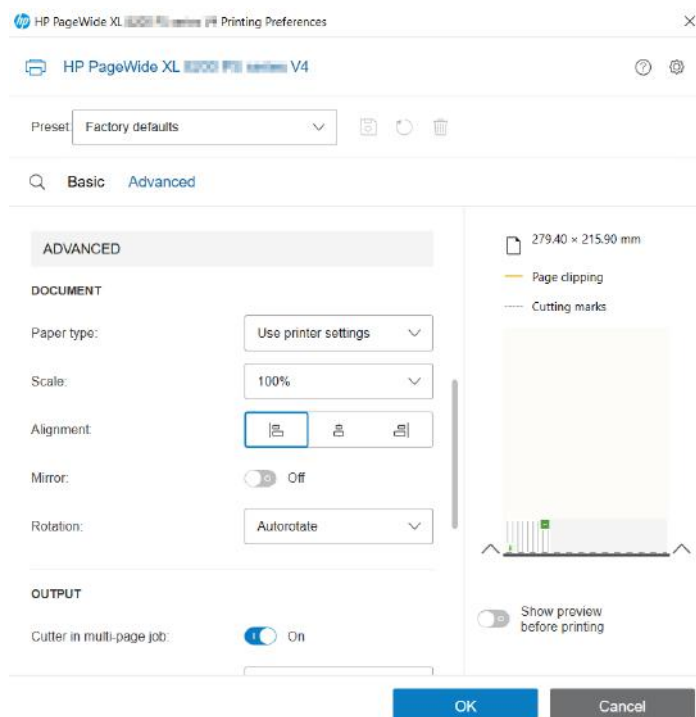 hp HP PageWide XL V4 Printing Preferences
HP PageWide XL V4
Preset: Factory defaults
Basic Advanced
ADVANCED
DOCUMENT
Paper type: Use printer settings
Scale: 100%
Alignment:
Mirror: Off
Rotation: Autorotate
OUTPUT
Cutter in multi-page job: On
279.40 × 215.90 mm
Page clipping
Cutting marks
Show preview
before printing
OK Cancel